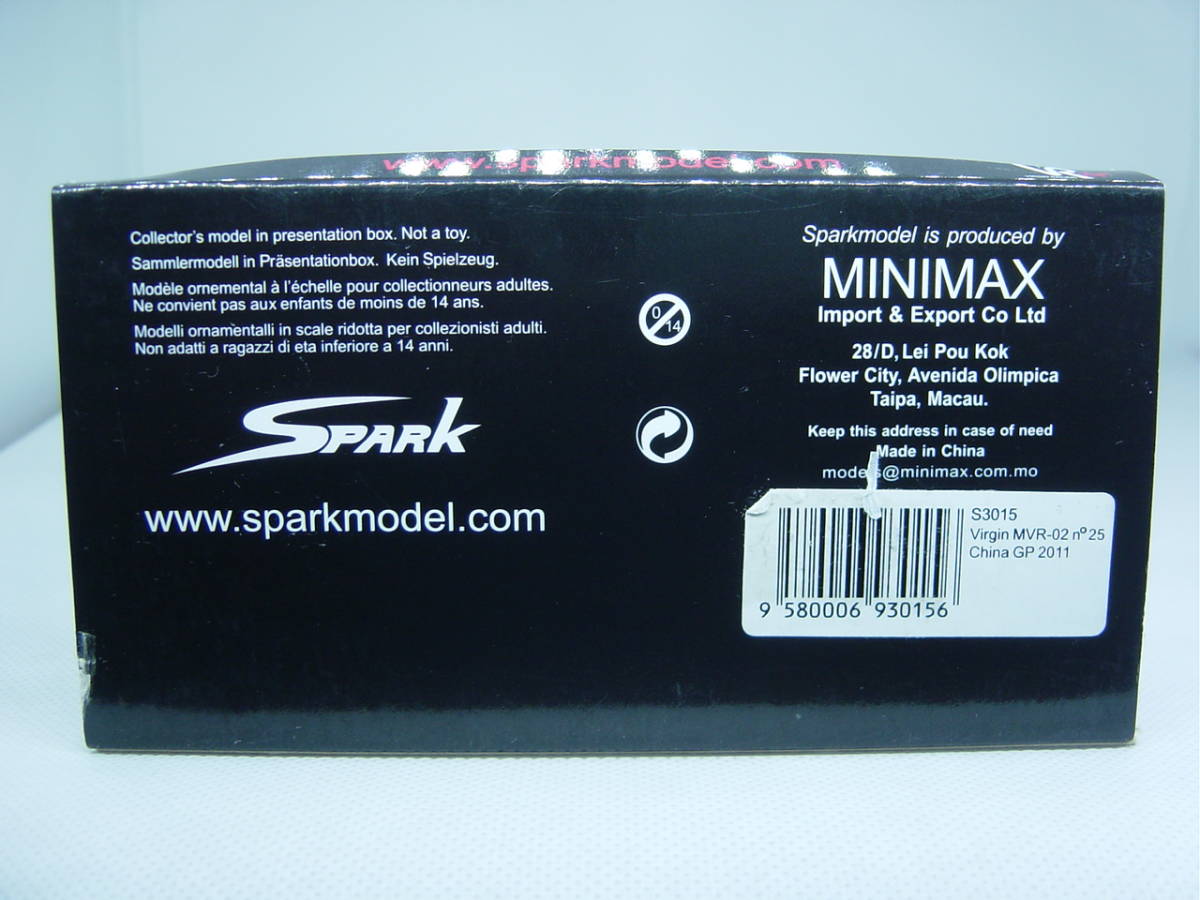 www.sparkmodel.com
Collector's model in presentation box. Not a toy.
Sammlermodell in Präsentationbox. Kein Spielzeug.
Modèle ornemental à l'échelle pour collectionneurs adultes.
Ne convient pas aux enfants de moins de 14 ans.
Modelli ornamentalli in scale ridotta per collezionisti adulti.
Non adatti a ragazzi di eta inferiore a 14 anni.
SPARK
www.sparkmodel.com
0
14
Sparkmodel is produced by
MINIMAX
Import & Export Co Ltd
28/D, Lei Pou Kok
Flower City, Avenida Olimpica
Taipa, Macau.
Keep this address in case of need
Made in China
models@minimax.com.mo
S3015
Virgin MVR-02 nº25
China GP 2011
9 580006 930156